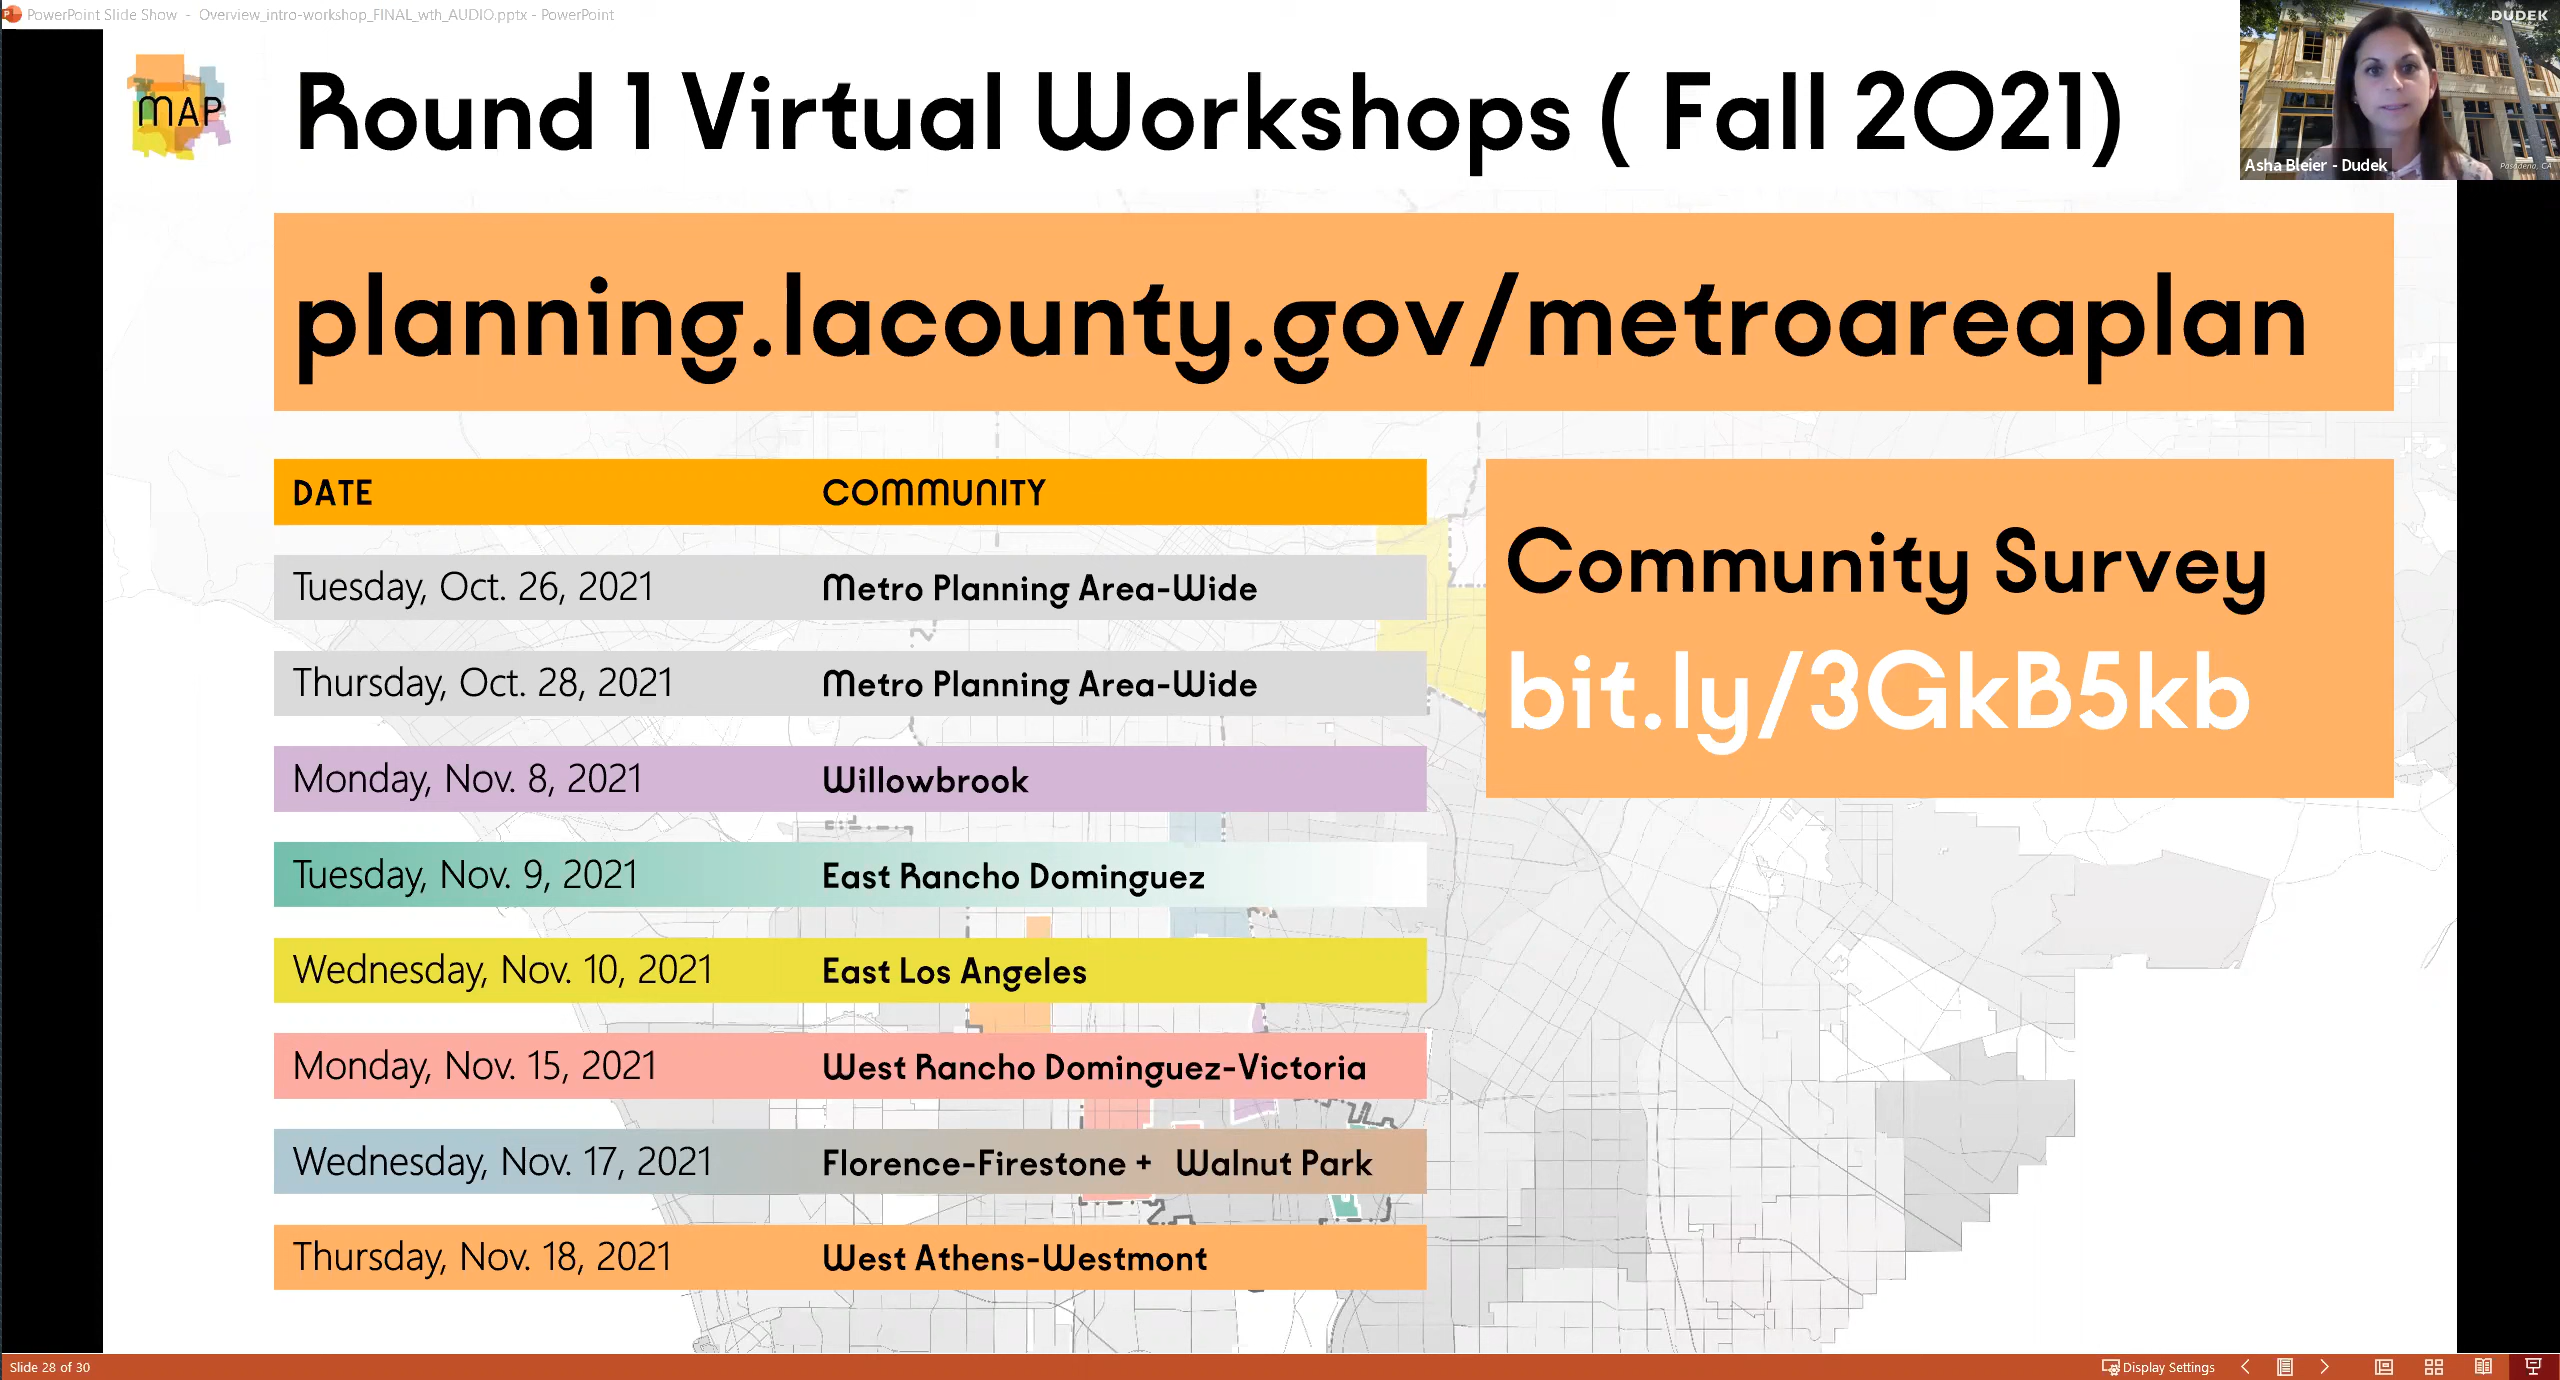 PowerPoint Slide Show - Overview_intro-workshop_FINAL_wth_AUDIO.pptx - PowerPoint
MAP
Round 1 Virtual Workshops ( Fall 2021)
DUDEK
Asha Bleier - Dudek
Pasadena, CA
planning.lacounty.gov/metroareaplan
DATE COMMUNITY
Tuesday, Oct. 26, 2021 Metro Planning Area-Wide
Thursday, Oct. 28, 2021 Metro Planning Area-Wide
Monday, Nov. 8, 2021 Willowbrook
Tuesday, Nov. 9, 2021 East Rancho Dominguez
Wednesday, Nov. 10, 2021 East Los Angeles
Monday, Nov. 15, 2021 West Rancho Dominguez-Victoria
Wednesday, Nov. 17, 2021 Florence-Firestone + Walnut Park
Thursday, Nov. 18, 2021 West Athens-Westmont
Community Survey
bit.ly/3GkB5kb
Slide 28 of 30
Display Settings